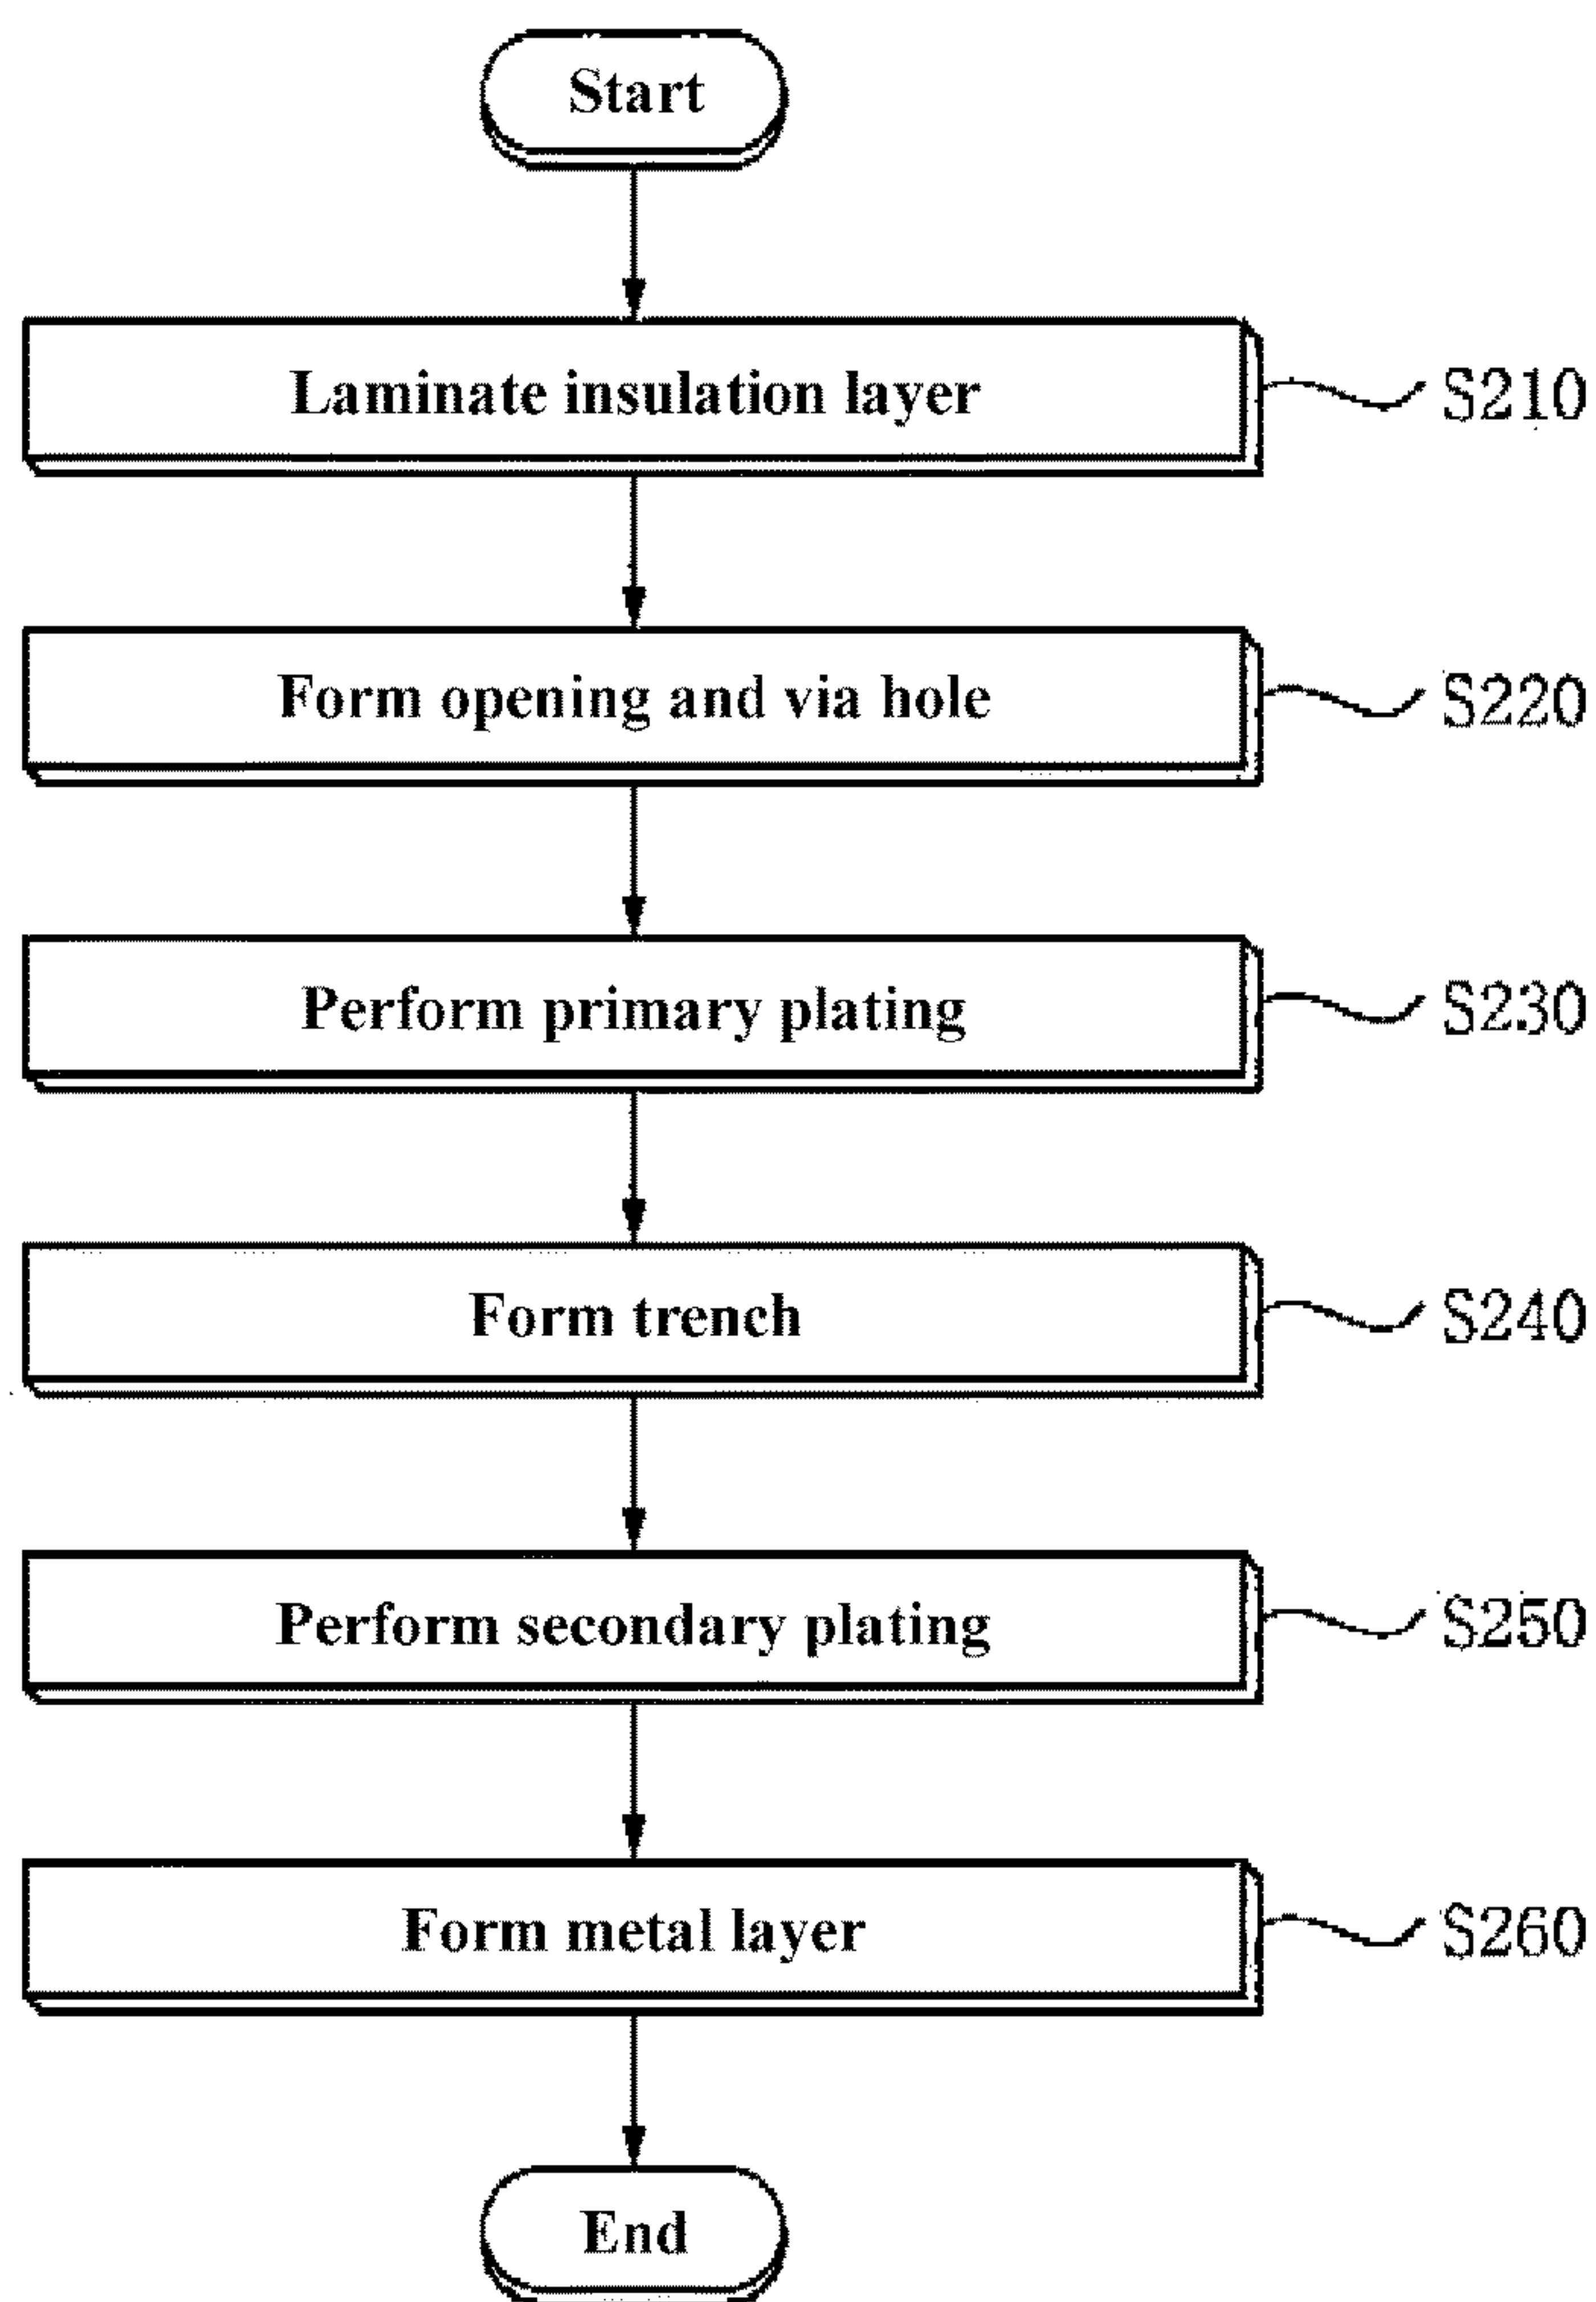 Start
Laminate insulation layer S210
Form opening and via hole S220
Perform primary plating S230
Form trench S240
Perform secondary plating S250
Form metal layer S260
End